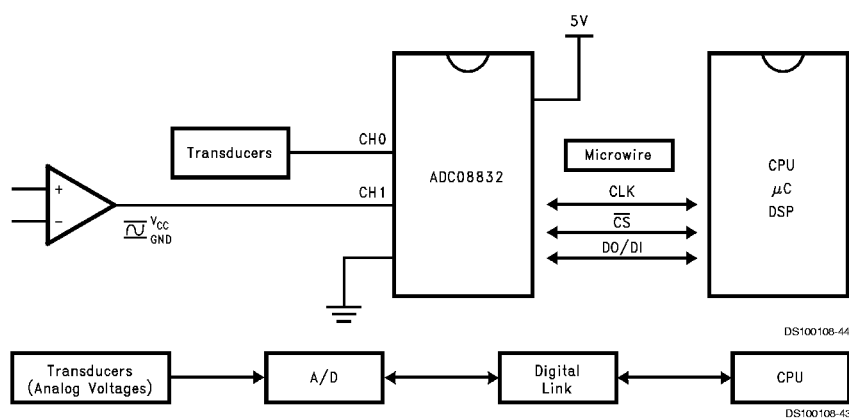 5V
CH0
Transducers
Microwire
ADC08832
CPU
μC
DSP
CH1
CLK
+
−
VCC
GND
CS
DO/DI
DS100108-44
Transducers
(Analog Voltages)
A/D
Digital
Link
CPU
DS100108-43